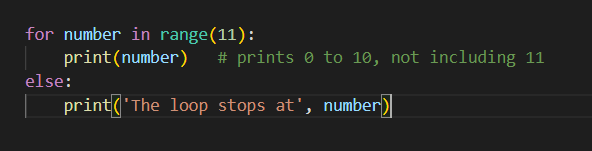 for number in range(11):
    print(number)   # prints 0 to 10, not including 11
else:
    print('The loop stops at', number)